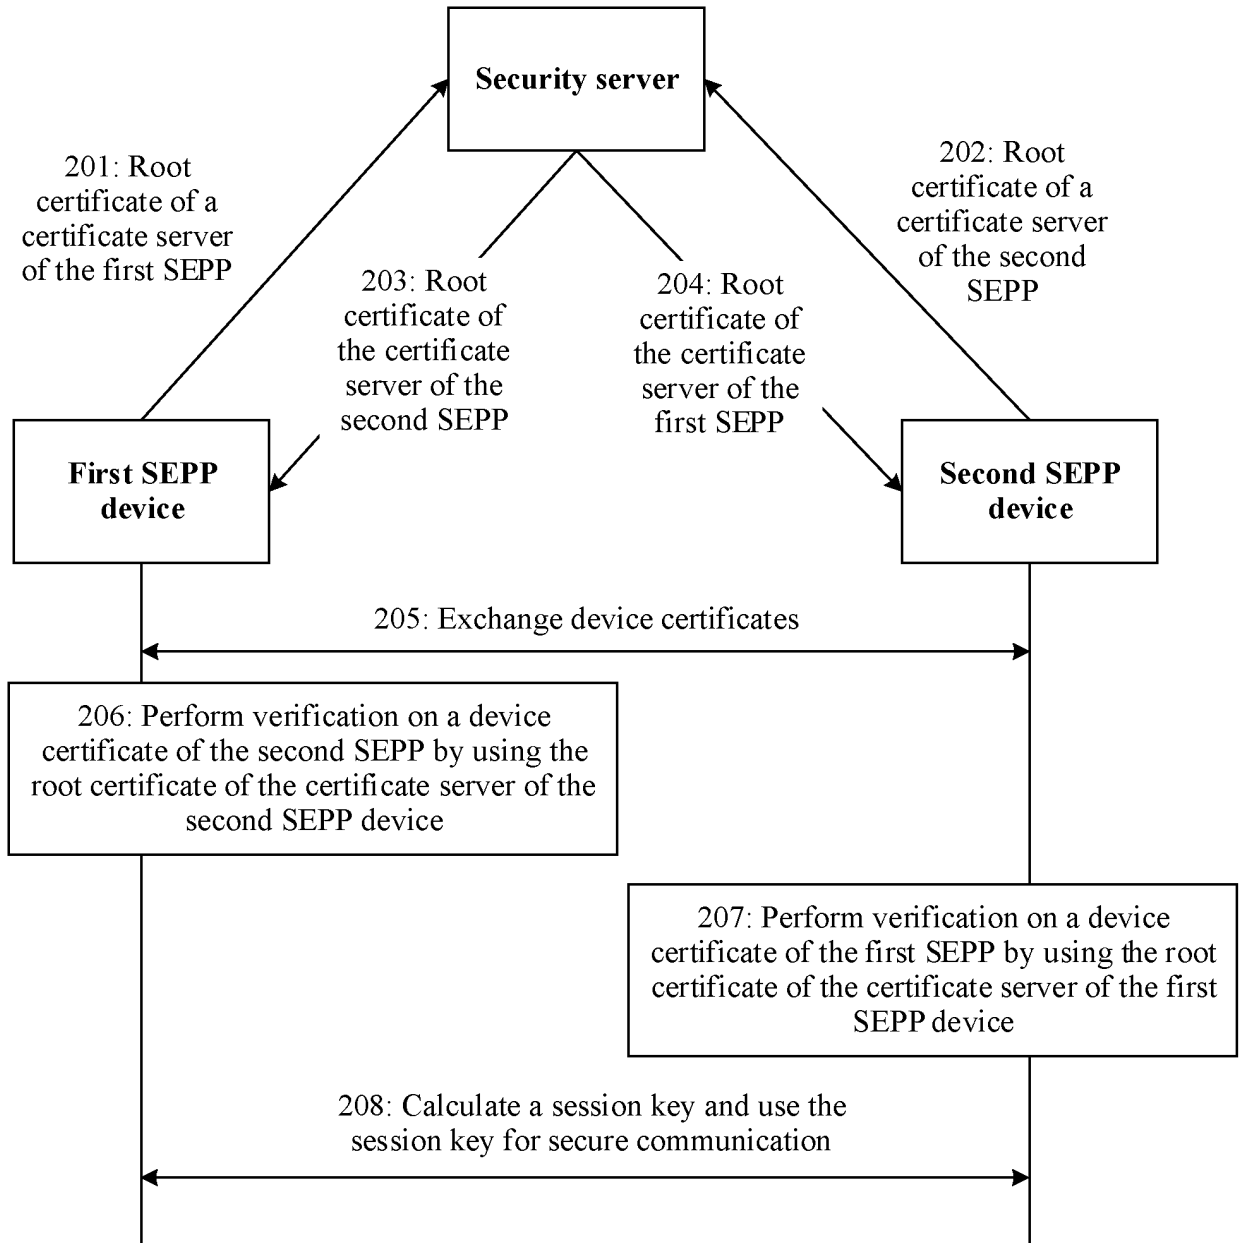 Security server
201: Root
certificate of a
certificate server
of the first SEPP
202: Root
certificate of a
certificate server
of the second
SEPP
203: Root
certificate of
the certificate
server of the
second SEPP
204: Root
certificate of
the certificate
server of the
first SEPP
First SEPP
device
Second SEPP
device
205: Exchange device certificates
206: Perform verification on a device
certificate of the second SEPP by using the
root certificate of the certificate server of the
second SEPP device
207: Perform verification on a device
certificate of the first SEPP by using the root
certificate of the certificate server of the first
SEPP device
208: Calculate a session key and use the
session key for secure communication